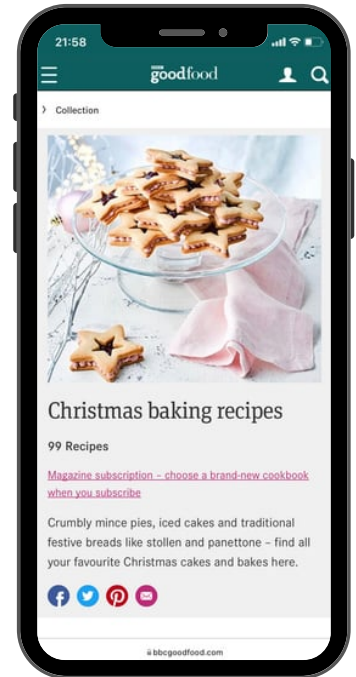 21:58
goodfood
Collection
Christmas baking recipes
99 Recipes
Magazine subscription – choose a brand-new cookbook
when you subscribe
Crumbly mince pies, iced cakes and traditional
festive breads like stollen and panettone – find all
your favourite Christmas cakes and bakes here.
bbcgoodfood.com